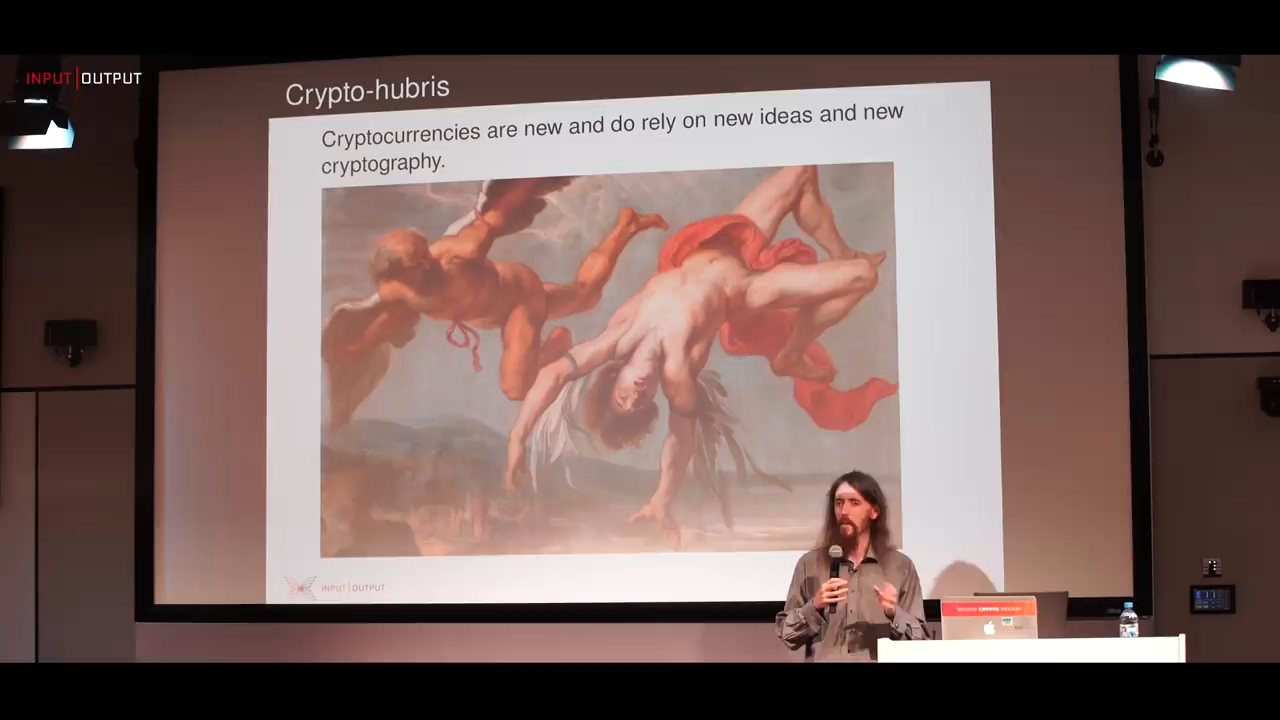 INPUT|OUTPUT
Crypto-hubris
Cryptocurrencies are new and do rely on new ideas and new
cryptography.
INPUT|OUTPUT